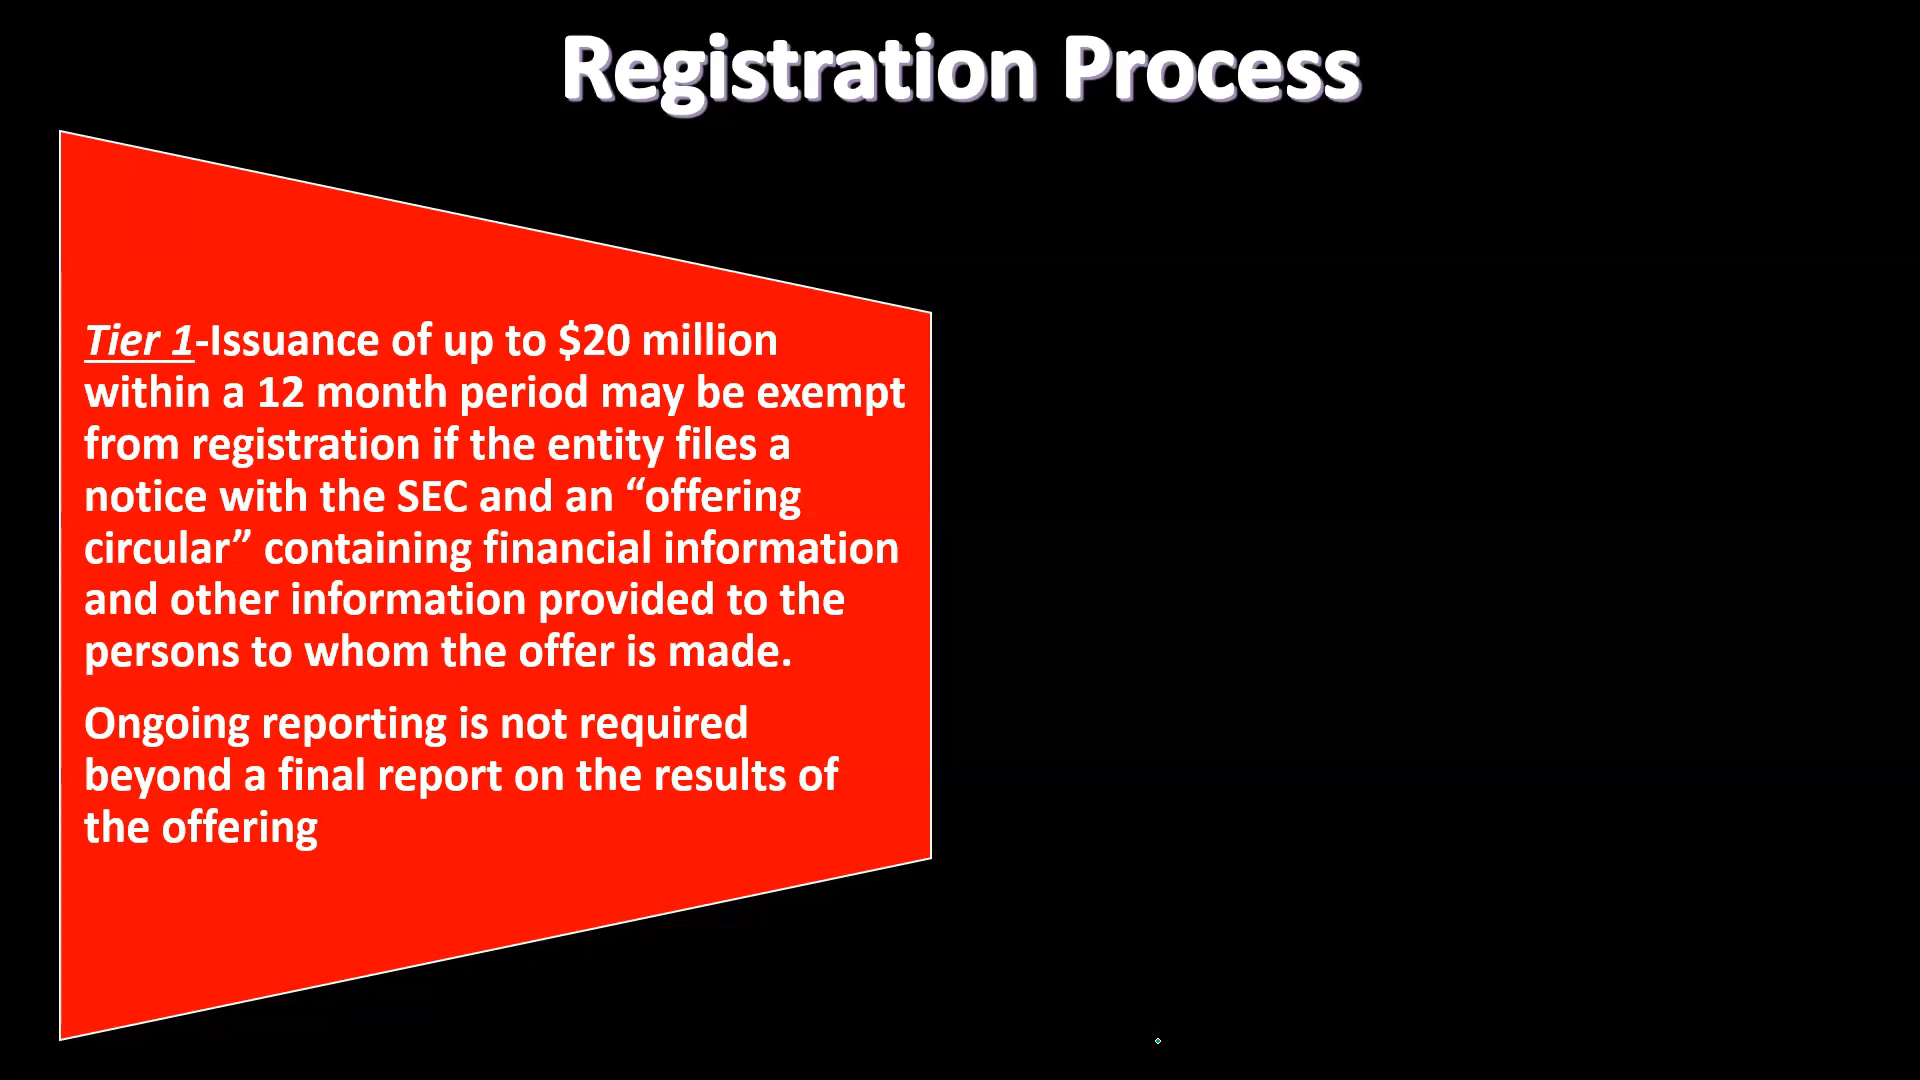 Registration Process
Tier 1-Issuance of up to $20 million
within a 12 month period may be exempt
from registration if the entity files a
notice with the SEC and an “offering
circular” containing financial information
and other information provided to the
persons to whom the offer is made.
Ongoing reporting is not required
beyond a final report on the results of
the offering